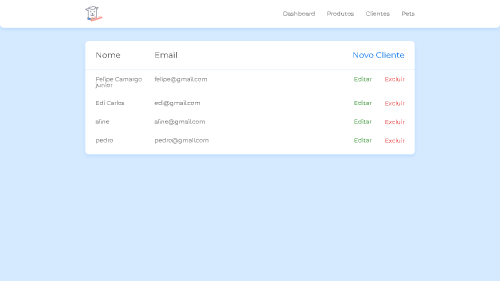 Dashboard Produtos Clientes Pets
Nome Email Novo Cliente
Felipe Camargo felipe@gmail.com Editar Excluir
junior
Edi Carlos edi@gmail.com Editar Excluir
aline aline@gmail.com Editar Excluir
pedro pedro@gmail.com Editar Excluir